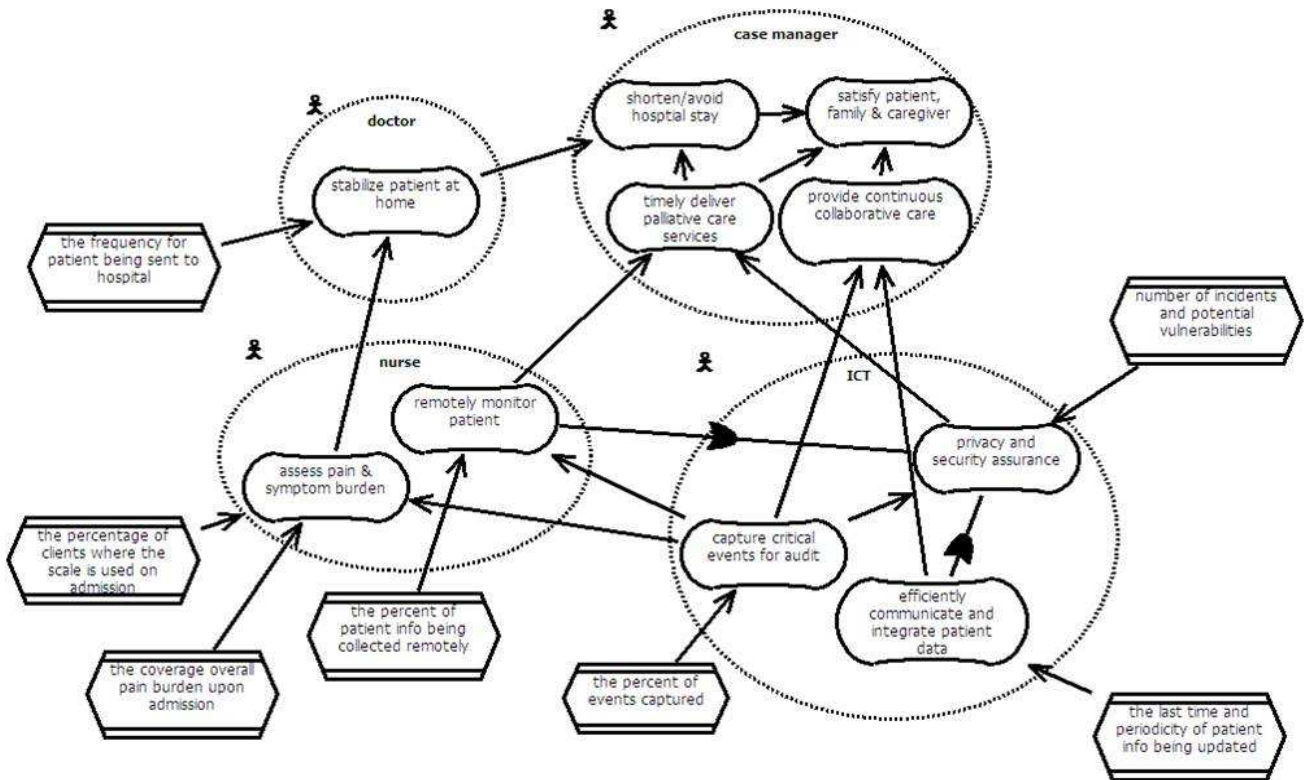 case manager
shorten/avoid
hosptial stay
satisfy patient,
family & caregiver
doctor
stabilize patient at
home
timely deliver
pallative care
services
provide continuous
collaborative care
the frequency for
patient being sent to
hospital
number of incidents
and potential
vulnerabilities
nurse
ICT
remotely monitor
patient
privacy and
security assurance
assess pain &
symptom burden
the percentage of
clients where the
scale is used on
admission
capture critical
events for audit
efficiently
communicate and
integrate patient
data
the percent of
patient info being
collected remotely
the coverage overall
pain burden upon
admission
the percent of
events captured
the last time and
periodicity of patient
info being updated